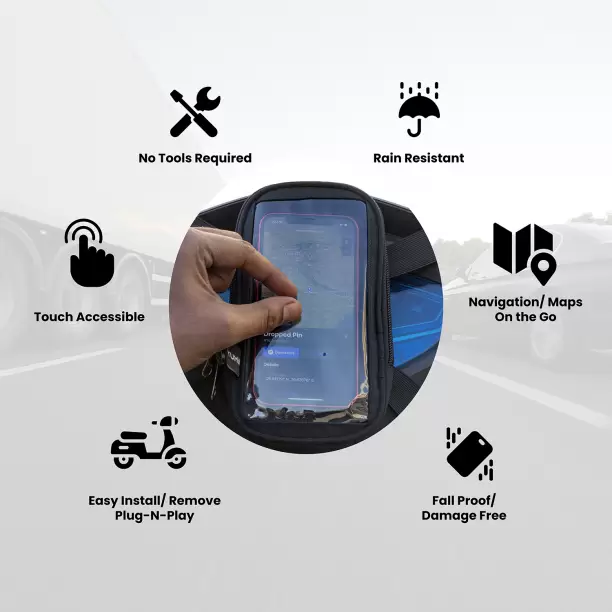 No Tools Required
Rain Resistant
Touch Accessible
Navigation/ Maps
On the Go
Dropped Pin
Easy Install/ Remove
Plug-N-Play
Fall Proof/
Damage Free